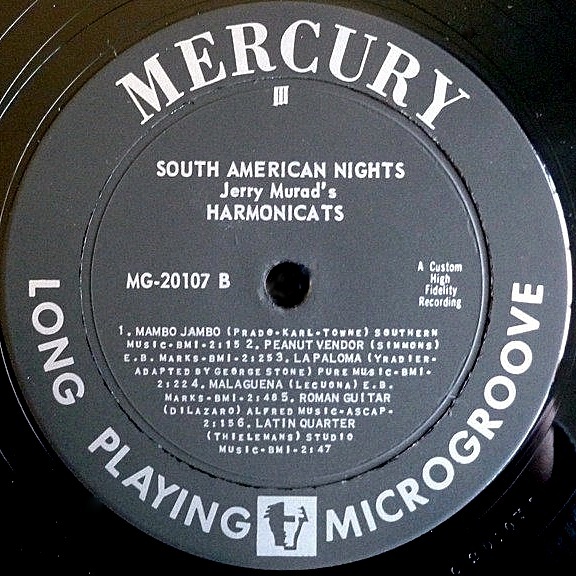 MERCURY
SOUTH AMERICAN NIGHTS
Jerry Murad's
HARMONICATS
MG-20107 B
A Custom
High
Fidelity
Recording
1. MAMBO JAMBO (PRADO-KARL-TOWNE) SOUTHERN
MUSIC-BMI-2:15 2. PEANUT VENDOR (SIMMONS)
E.B. MARKS-BMI-2:25 3. LA PALOMA (YRADIER-
ADAPTED BY GEORGE STONE) PURE MUSIC-BMI-
2:22 4. MALAGUENA (LECUONA) E.B.
MARKS-BMI-2:46 5. ROMAN GUITAR
(DILAZARO) ALFRED MUSIC-ASCAP-
2:15 6. LATIN QUARTER
(THIELEMANS) STUDIO
MUSIC-BMI-2:47
LONG PLAYING MICROGROOVE